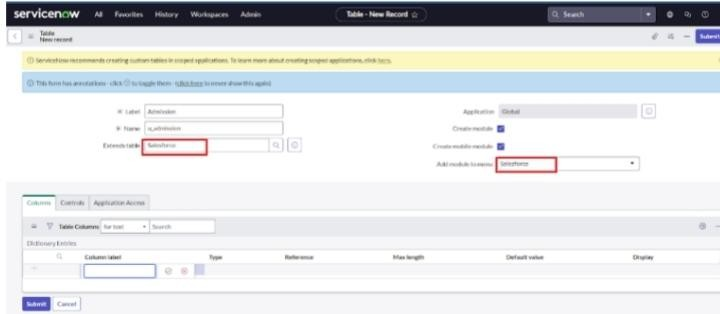 servicenow All Favorites History Workspaces Admin Table - New Record Search
Table
New record
Submit
ServiceNow recommends creating custom tables in scoped applications. To learn more about creating scoped applications, click here.
This form has annotations - click to toggle them - (click here to never show this again)
Label Admission Application Global
Name u_admission Create module
Extends table Salesforce Create mobile module
Add module to menu Salesforce
Columns Controls Application Access
Table Columns for text Search
Dictionary Entries
Column label Type Reference Max length Default value Display
Submit Cancel